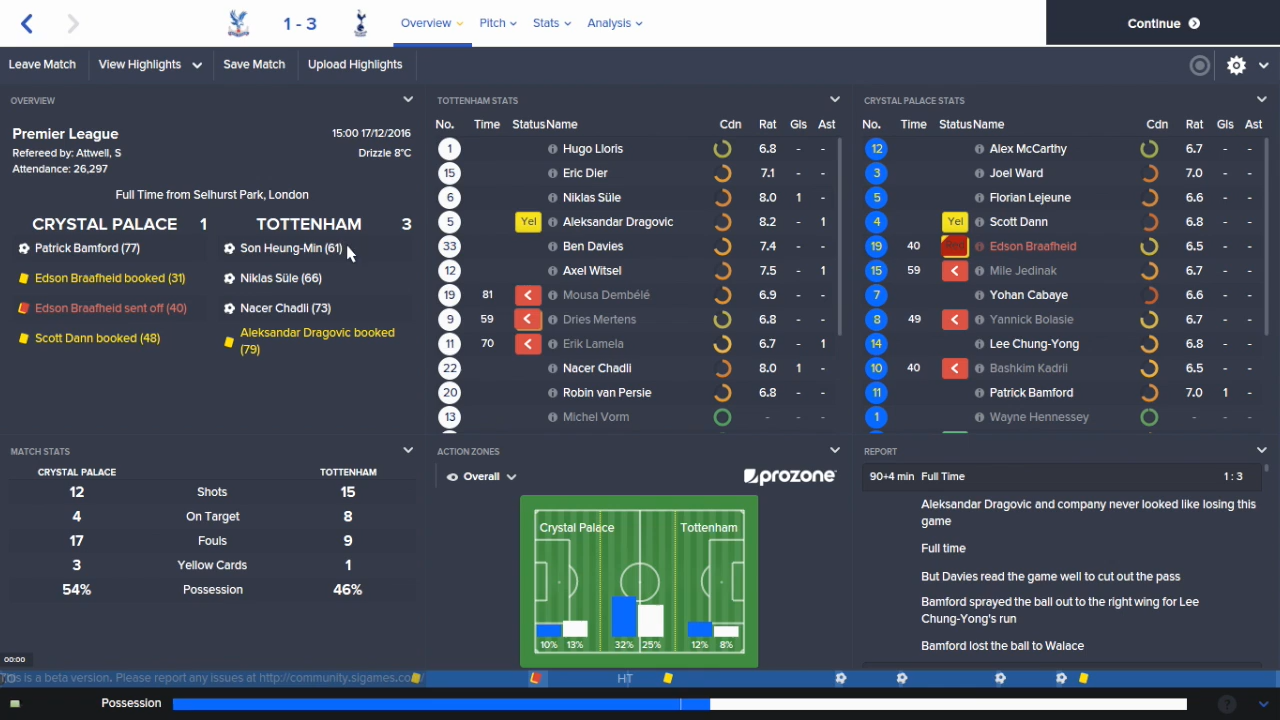 1 - 3
Overview
Pitch
Stats
Analysis
Continue
Leave Match
View Highlights
Save Match
Upload Highlights
OVERVIEW
Premier League
15:00 17/12/2016
Refereed by: Attwell, S
Drizzle 8°C
Attendance: 26,297
Full Time from Selhurst Park, London
CRYSTAL PALACE 1
TOTTENHAM 3
Patrick Bamford (77)
Edson Braafheid booked (31)
Edson Braafheid sent off (40)
Scott Dann booked (48)
Son Heung-Min (61)
Niklas Süle (66)
Nacer Chadli (73)
Aleksandar Dragovic booked
(79)
TOTTENHAM STATS
No. Time Status Name Cdn Rat Gls Ast
1 Hugo Lloris 6.8 - -
15 Eric Dier 7.1 - -
6 Niklas Süle 8.0 1 -
5 Yel Aleksandar Dragovic 8.2 - 1
33 Ben Davies 7.4 - -
12 Axel Witsel 7.5 - 1
19 81 Mousa Dembélé 6.9 - -
9 59 Dries Mertens 6.8 - -
11 70 Erik Lamela 6.7 - 1
22 Nacer Chadli 8.0 1 -
20 Robin van Persie 6.8 - -
13 Michel Vorm - - -
CRYSTAL PALACE STATS
No. Time Status Name Cdn Rat Gls Ast
12 Alex McCarthy 6.7 - -
3 Joel Ward 7.0 - -
5 Florian Lejeune 6.6 - -
4 Yel Scott Dann 6.8 - -
19 40 Red Edson Braafheid 6.5 - -
15 59 Mile Jedinak 6.7 - -
7 Yohan Cabaye 6.6 - -
8 49 Yannick Bolasie 6.7 - -
14 Lee Chung-Yong 6.8 - -
10 40 Bashkim Kadrii 6.5 - -
11 Patrick Bamford 7.0 1 -
1 Wayne Hennessey - - -
MATCH STATS
CRYSTAL PALACE TOTTENHAM
12 Shots 15
4 On Target 8
17 Fouls 9
3 Yellow Cards 1
54% Possession 46%
ACTION ZONES
Overall
prozone
Crystal Palace Tottenham
10% 13% 32% 25% 12% 8%
REPORT
90+4 min Full Time 1 : 3
Aleksandar Dragovic and company never looked like losing this
game
Full time
But Davies read the game well to cut out the pass
Bamford sprayed the ball out to the right wing for Lee
Chung-Yong's run
Bamford lost the ball to Walace
00:00
This is a beta version. Please report any issues at http://community.sigames.co
HT
Possession